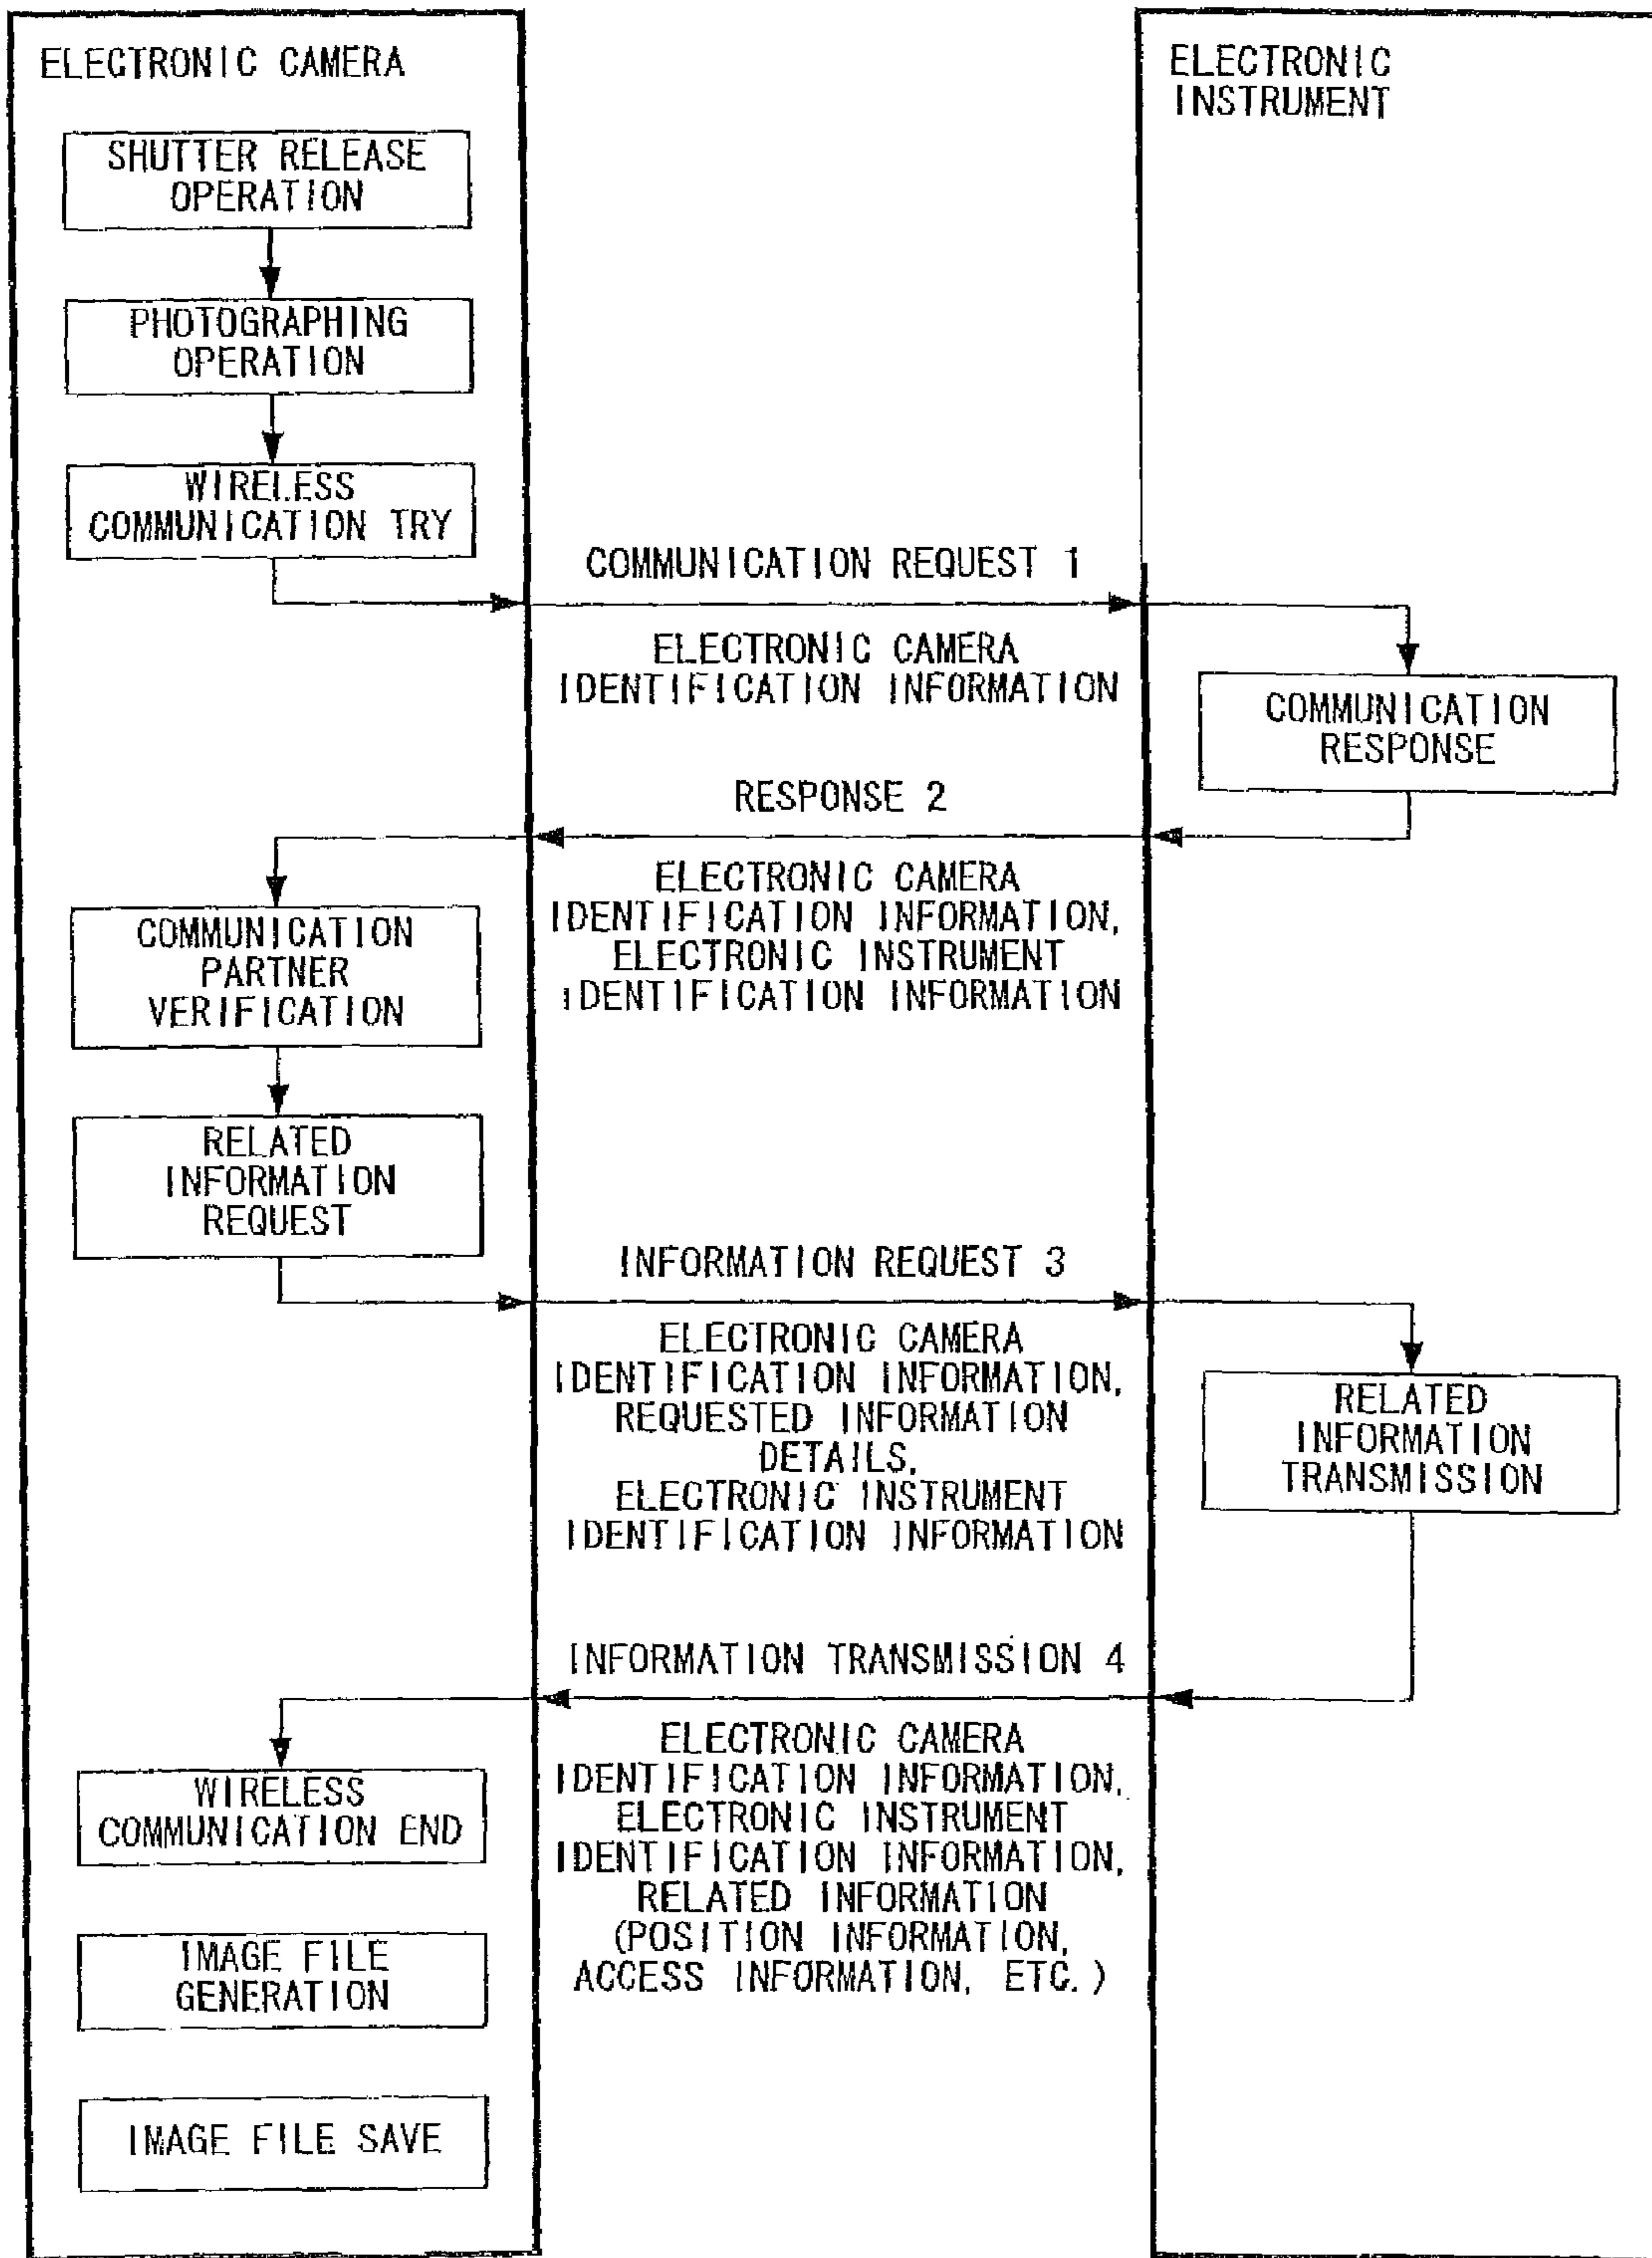 ELECTRONIC CAMERA
ELECTRONIC
INSTRUMENT
SHUTTER RELEASE
OPERATION
PHOTOGRAPHING
OPERATION
WIRELESS
COMMUNICATION TRY
COMMUNICATION REQUEST 1
ELECTRONIC CAMERA
IDENTIFICATION INFORMATION
COMMUNICATION
RESPONSE
RESPONSE 2
ELECTRONIC CAMERA
IDENTIFICATION INFORMATION,
ELECTRONIC INSTRUMENT
IDENTIFICATION INFORMATION
COMMUNICATION
PARTNER
VERIFICATION
RELATED
INFORMATION
REQUEST
INFORMATION REQUEST 3
ELECTRONIC CAMERA
IDENTIFICATION INFORMATION,
REQUESTED INFORMATION
DETAILS,
ELECTRONIC INSTRUMENT
IDENTIFICATION INFORMATION
RELATED
INFORMATION
TRANSMISSION
INFORMATION TRANSMISSION 4
ELECTRONIC CAMERA
IDENTIFICATION INFORMATION,
ELECTRONIC INSTRUMENT
IDENTIFICATION INFORMATION,
RELATED INFORMATION
(POSITION INFORMATION,
ACCESS INFORMATION, ETC.)
WIRELESS
COMMUNICATION END
IMAGE FILE
GENERATION
IMAGE FILE SAVE